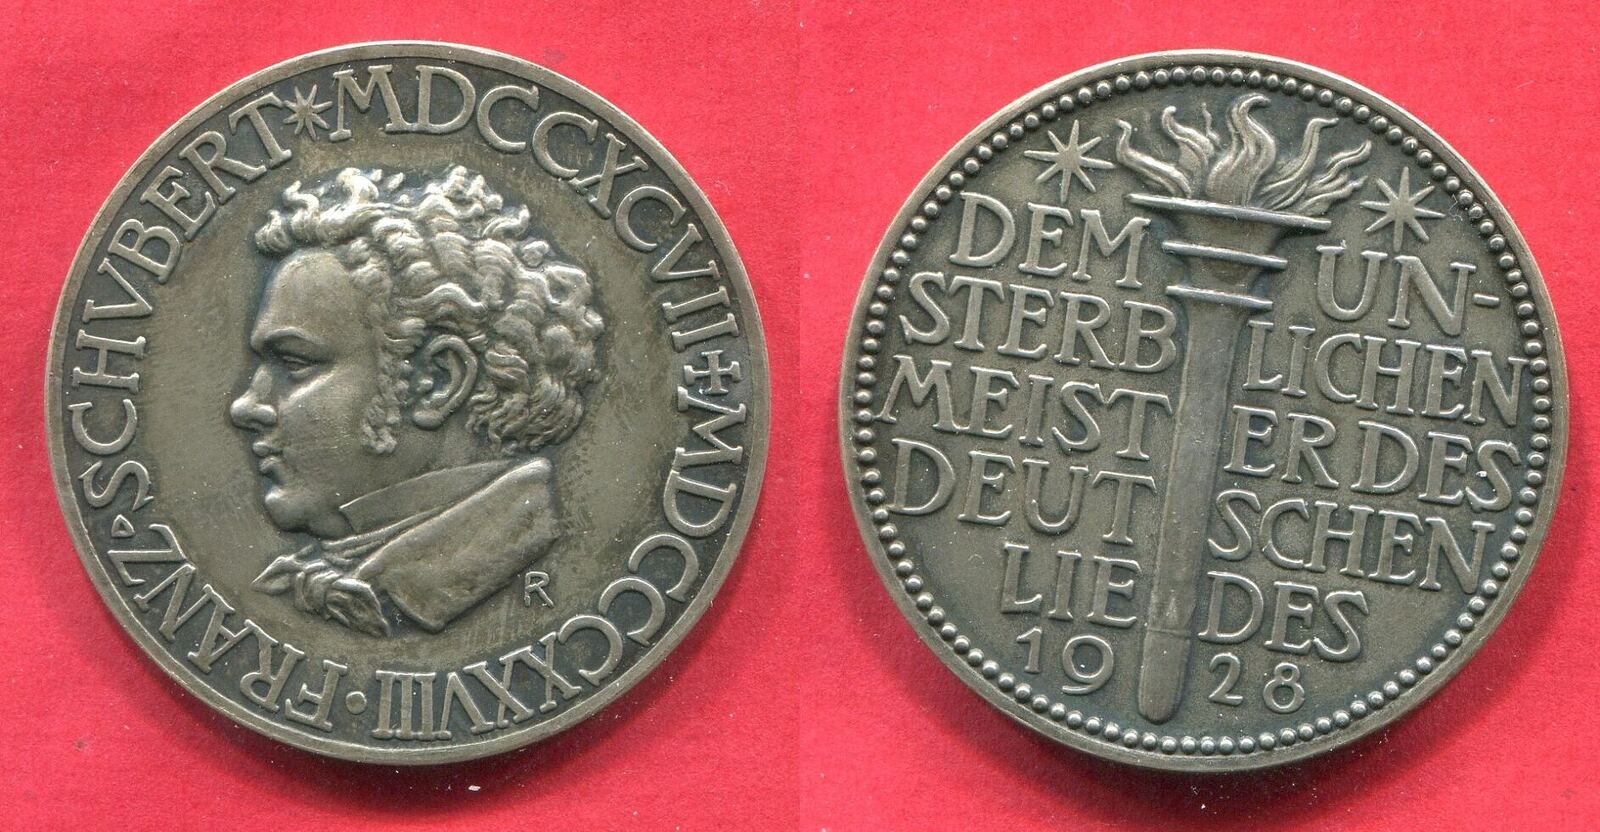 FRANZ·SCHVBERT*MDCCXCVII+MDCCCXXVIII·
R
DEM UN-
STERB LICHEN
MEIST ER DES
DEUT SCHEN
LIE DES
19 28